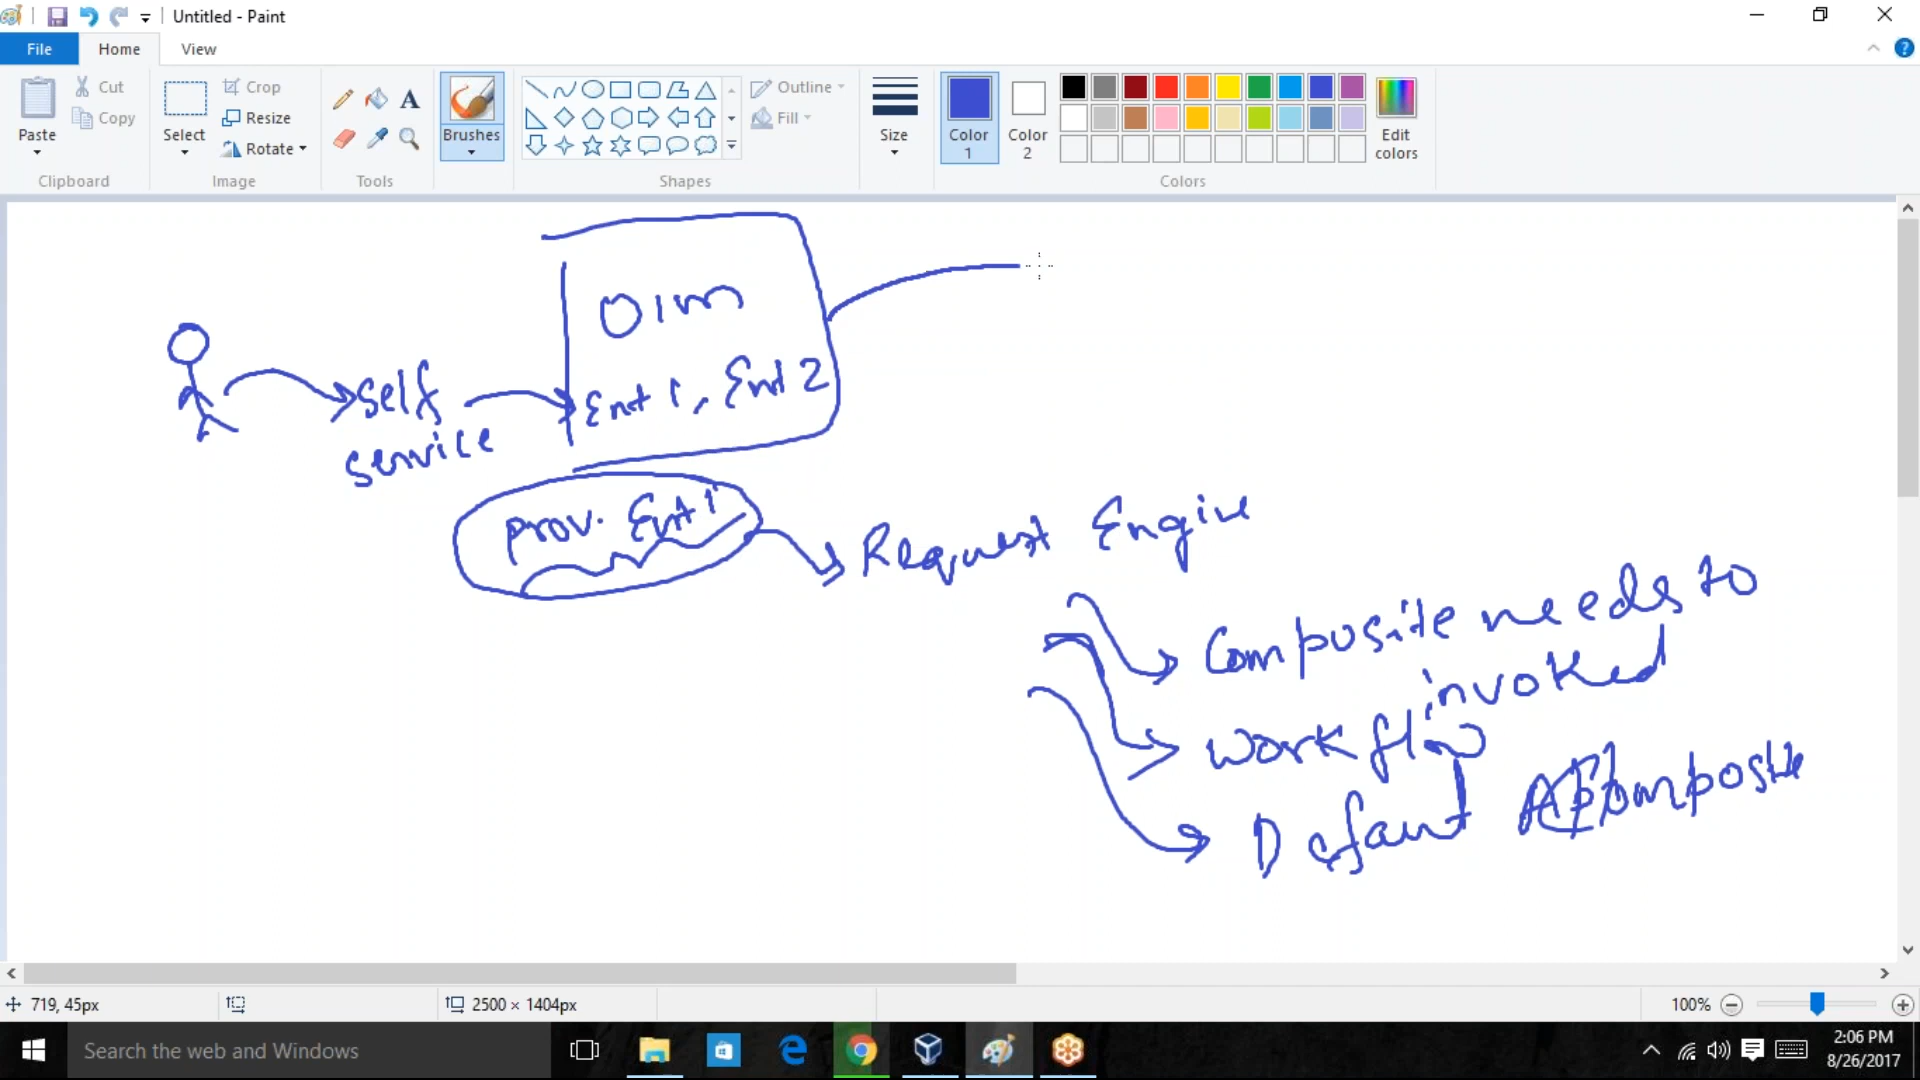 Untitled - Paint
File
Home
View
Paste
Cut
Copy
Clipboard
Select
Crop
Resize
Rotate
Image
Tools
Brushes
Shapes
Outline
Fill
Size
Color 1
Color 2
Edit colors
Colors
OIM
Self
service
Ent 1, Ent 2
prov. Ent 1
Request Engine
Composite needs to
invoked
workflow
Default Composite
719, 45px
2500 × 1404px
100%
Search the web and Windows
2:06 PM
8/26/2017